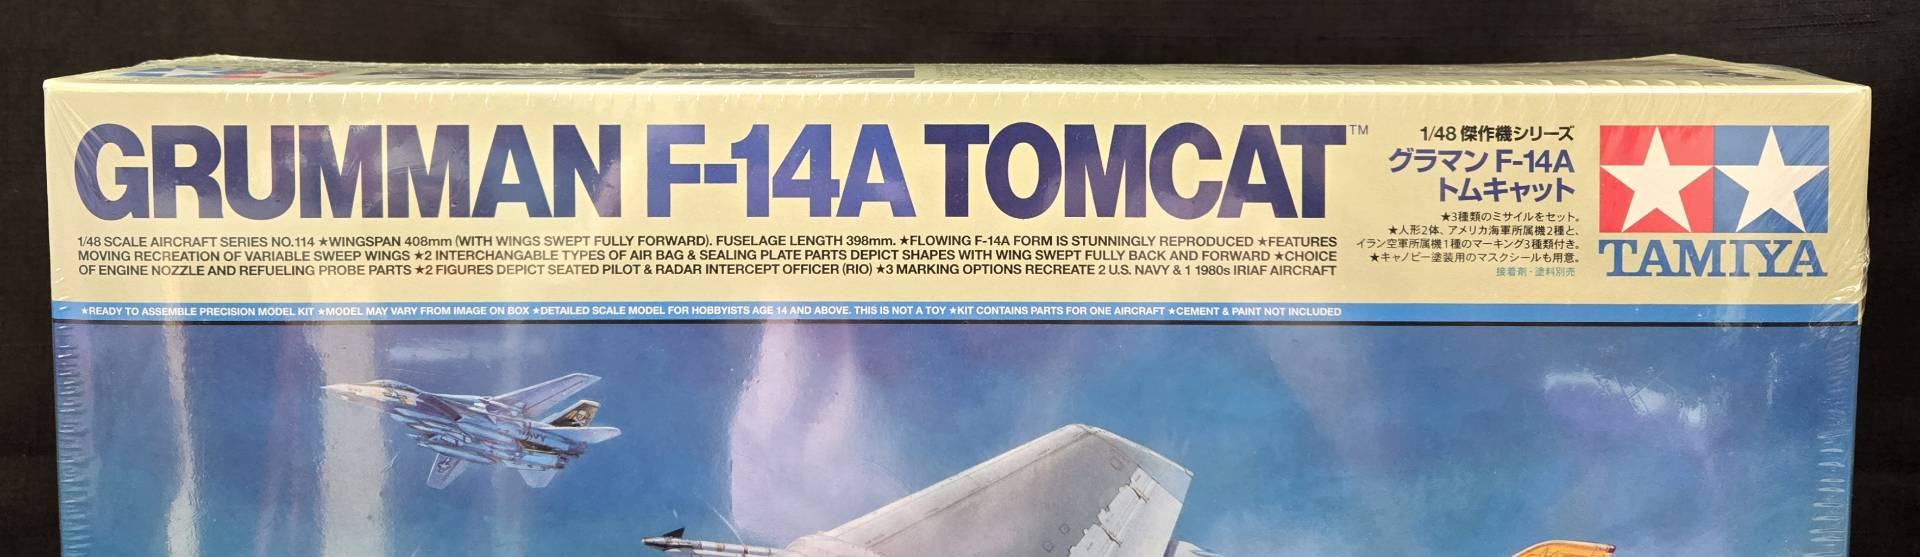 GRUMMAN F-14A TOMCAT™
1/48 SCALE AIRCRAFT SERIES NO.114 ★WINGSPAN 408mm (WITH WINGS SWEPT FULLY FORWARD). FUSELAGE LENGTH 398mm. ★FLOWING F-14A FORM IS STUNNINGLY REPRODUCED ★FEATURES
MOVING RECREATION OF VARIABLE SWEEP WINGS ★2 INTERCHANGABLE TYPES OF AIR BAG & SEALING PLATE PARTS DEPICT SHAPES WITH WING SWEPT FULLY BACK AND FORWARD ★CHOICE
OF ENGINE NOZZLE AND REFUELING PROBE PARTS ★2 FIGURES DEPICT SEATED PILOT & RADAR INTERCEPT OFFICER (RIO) ★3 MARKING OPTIONS RECREATE 2 U.S. NAVY & 1 1980s IRIAF AIRCRAFT
1/48 傑作機シリーズ
グラマン F-14A
トムキャット
★3種類のミサイルをセット。
★人形2体、アメリカ海軍所属機2種と、
イラン空軍所属機1種のマーキング3種類付き。
★キャノピー塗装用のマスクシールも用意。
接着剤・塗料別売
TAMIYA
★READY TO ASSEMBLE PRECISION MODEL KIT ★MODEL MAY VARY FROM IMAGE ON BOX ★DETAILED SCALE MODEL FOR HOBBYISTS AGE 14 AND ABOVE. THIS IS NOT A TOY ★KIT CONTAINS PARTS FOR ONE AIRCRAFT ★CEMENT & PAINT NOT INCLUDED
NAVY